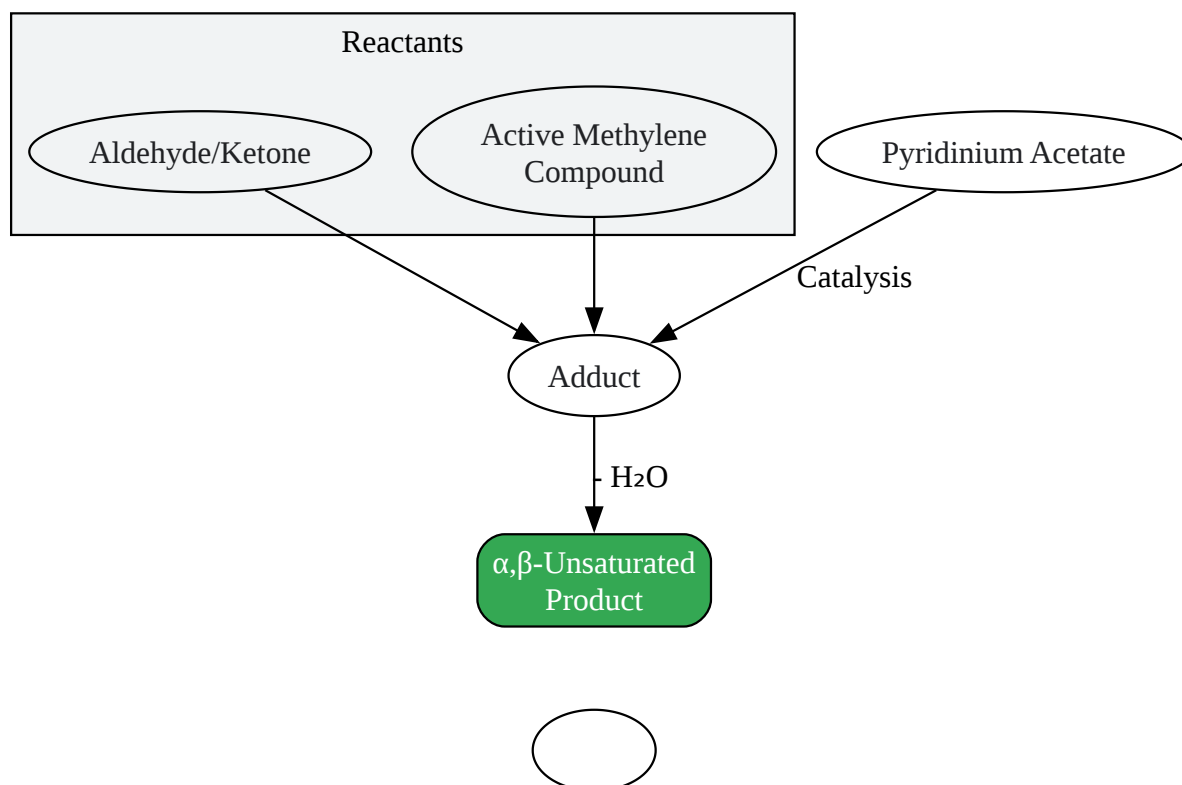 Reactants
Aldehyde/Ketone
Active Methylene
Compound
Pyridinium Acetate
Catalysis
Adduct
- H₂O
α,β-Unsaturated
Product